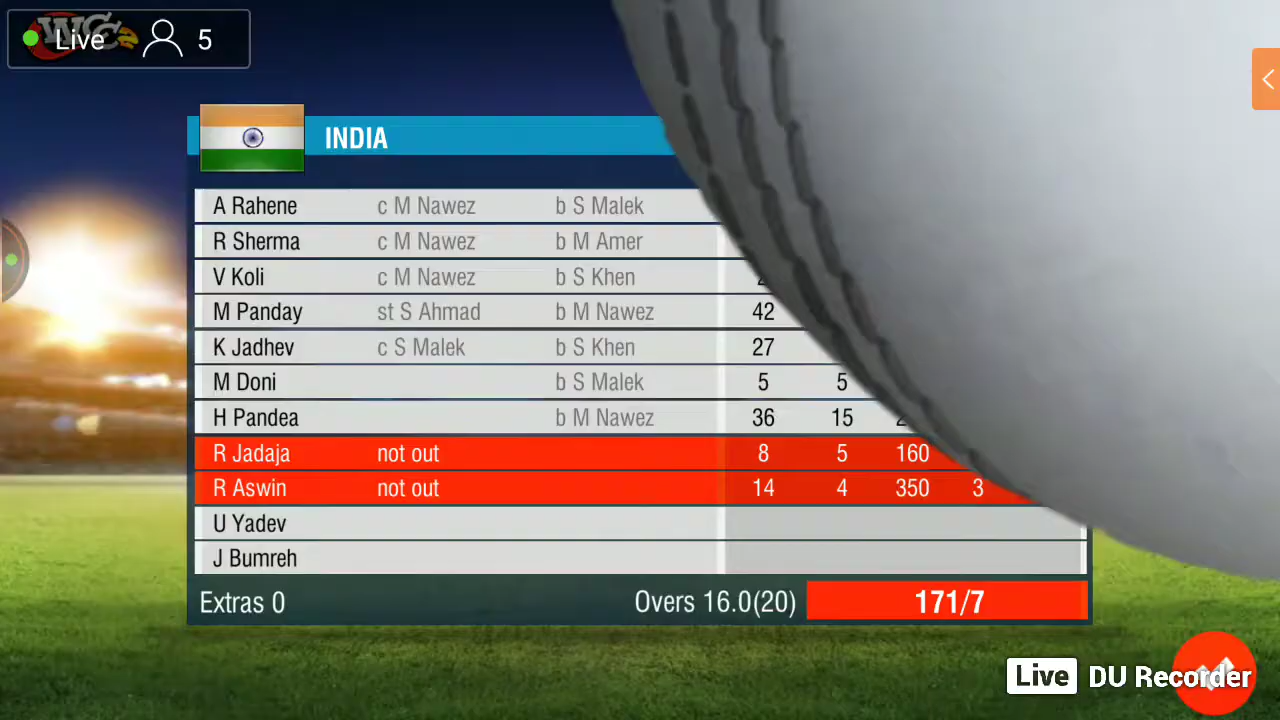 Live 5
INDIA
A Rahene c M Nawez b S Malek
R Sherma c M Nawez b M Amer
V Koli c M Nawez b S Khen
M Panday st S Ahmad b M Nawez 42
K Jadhev c S Malek b S Khen 27
M Doni b S Malek 5 5
H Pandea b M Nawez 36 15
R Jadaja not out 8 5 160
R Aswin not out 14 4 350 3
U Yadev
J Bumreh
Extras 0 Overs 16.0(20) 171/7
Live DU Recorder